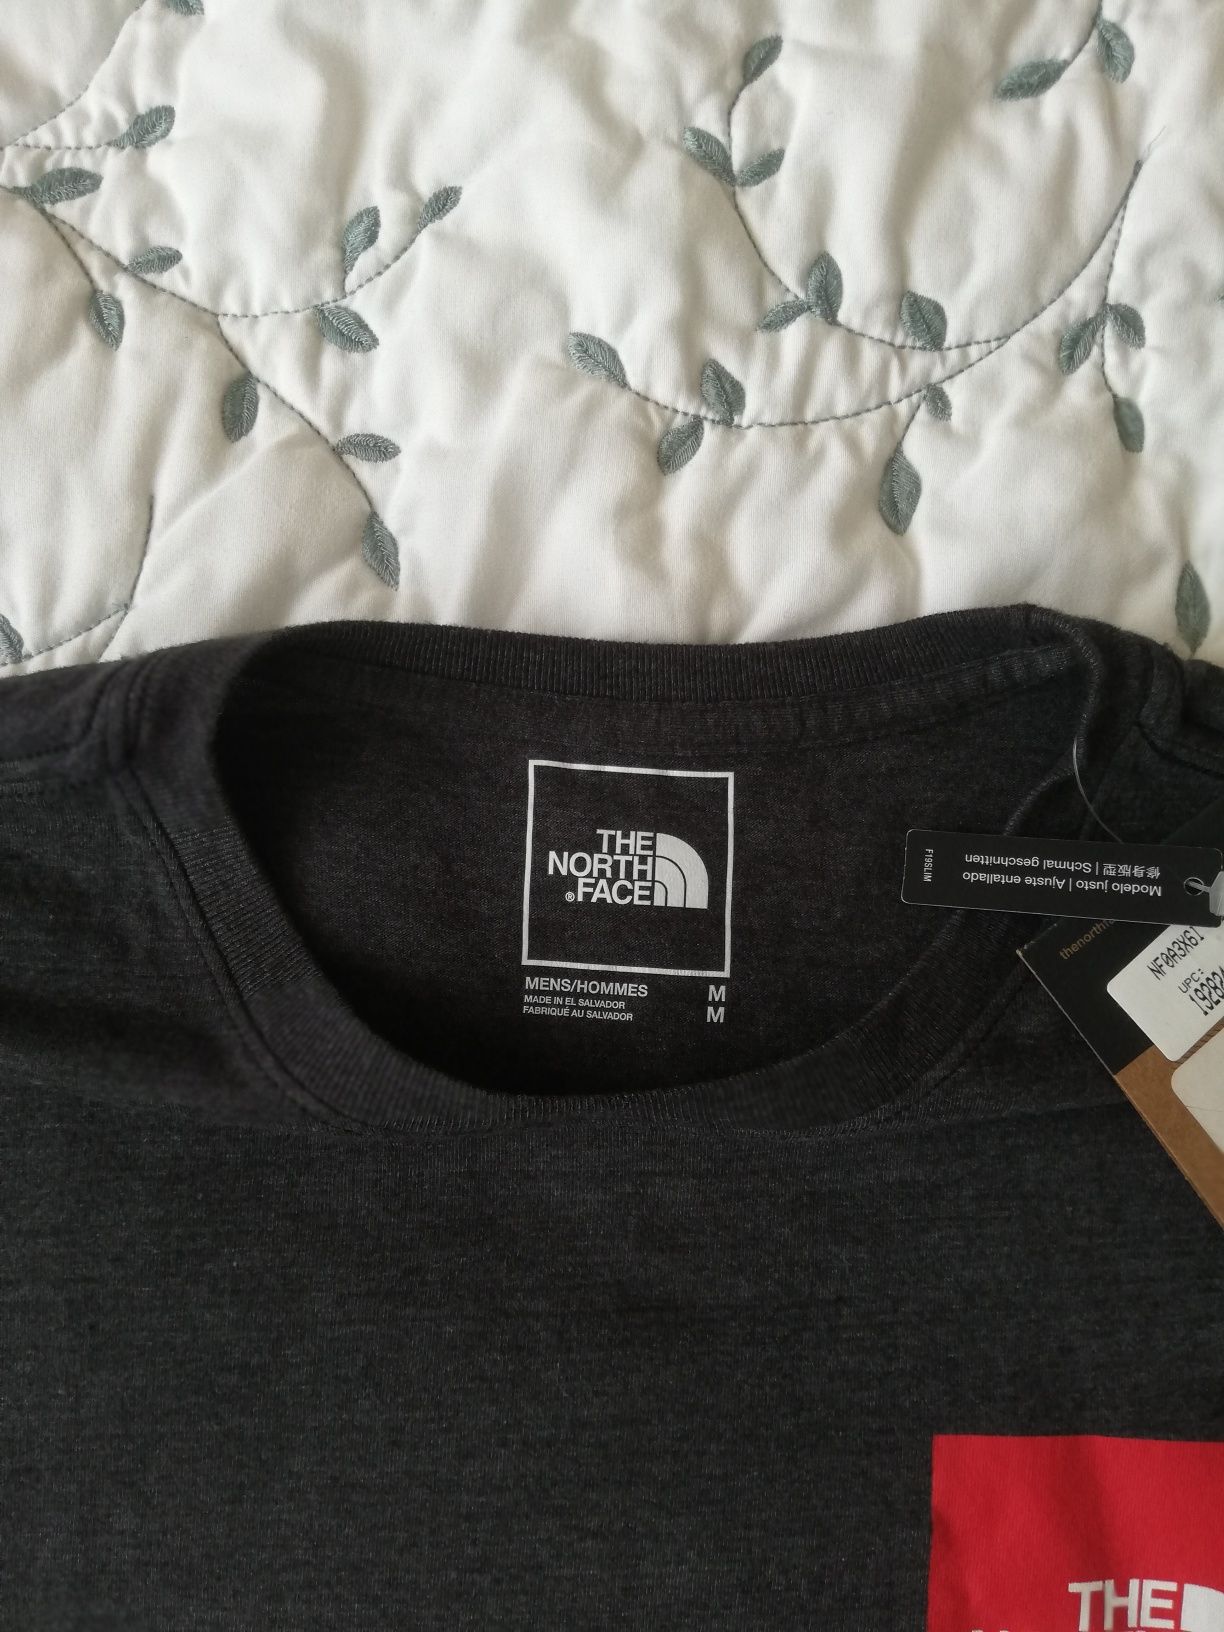 THE
NORTH
®FACE
MENS/HOMMES M
MADE IN EL SALVADOR
FABRIQUÉ AU SALVADOR M
Modelo justo | Ajuste entallado
修身版型 | Schmal geschnitten
F19SLIM
NF0A3X61
UPC:
THE